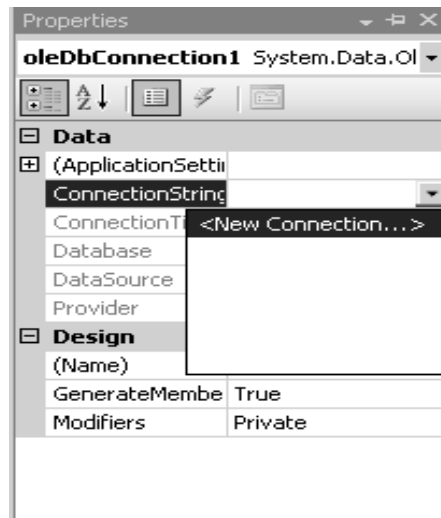 Properties
oleDbConnection1 System.Data.Ol
A
Z
Data
(ApplicationSettin
ConnectionString
<New Connection...>
ConnectionTi
Database
DataSource
Provider
Design
(Name)
GenerateMembe True
Modifiers Private